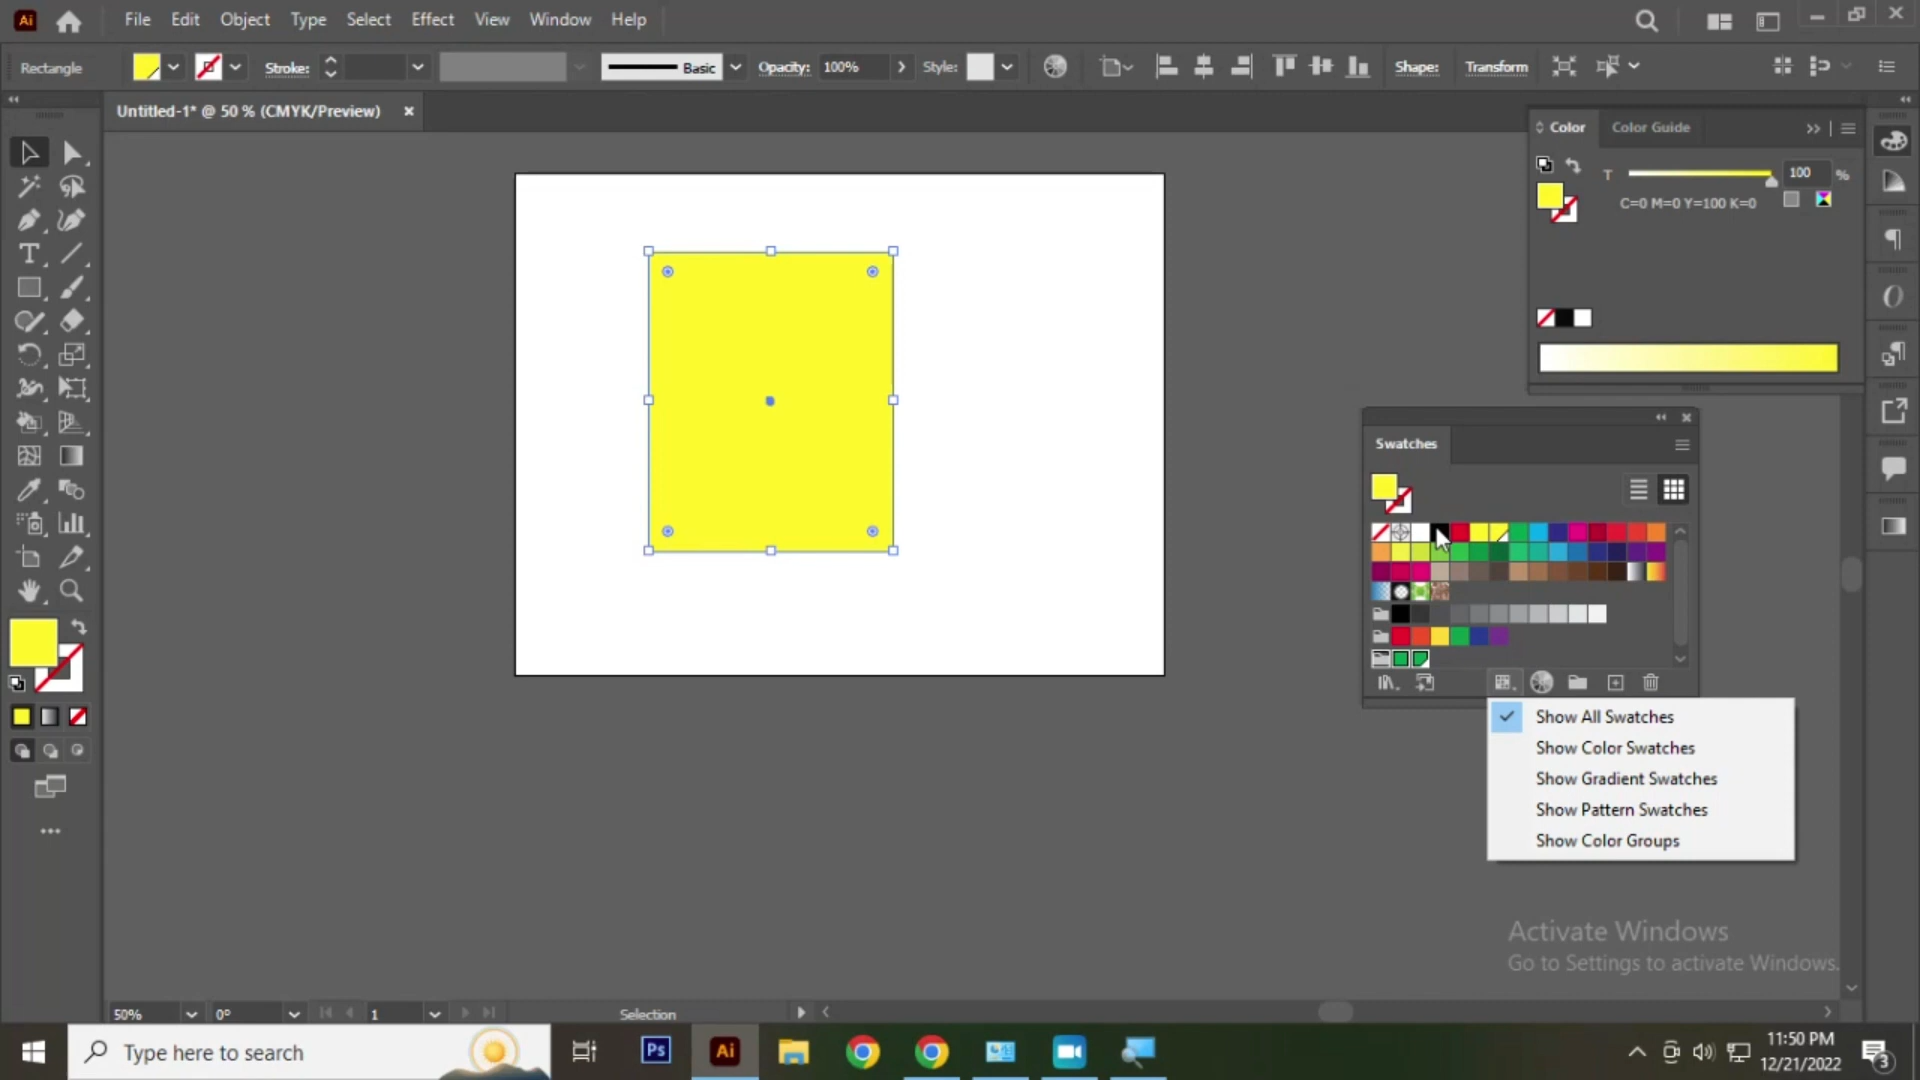 Ai File Edit Object Type Select Effect View Window Help
Rectangle Stroke: Basic Opacity: 100% Style: Shape: Transform
Untitled-1* @ 50 % (CMYK/Preview)
Color Color Guide
T 100 %
C=0 M=0 Y=100 K=0
Swatches
Show All Swatches
Show Color Swatches
Show Gradient Swatches
Show Pattern Swatches
Show Color Groups
Activate Windows
Go to Settings to activate Windows.
50% 0° 1 Selection
Type here to search Ps Ai 11:50 PM
12/21/2022 3